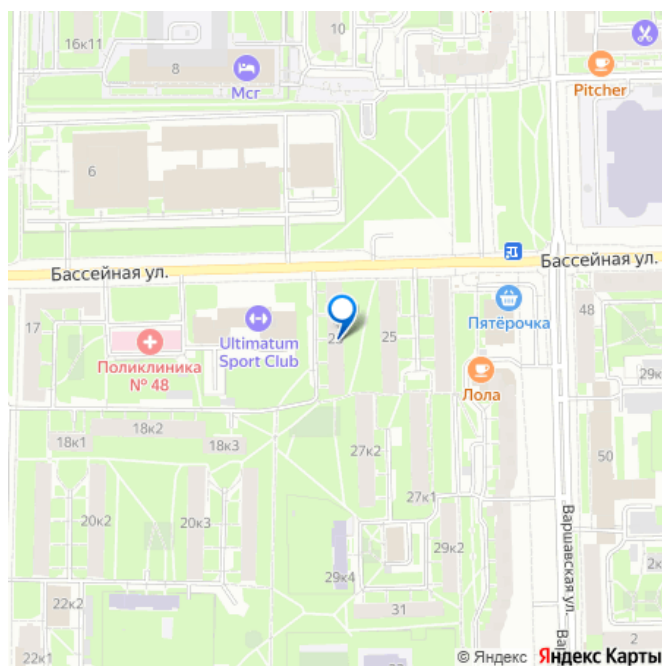 16к11
10
8
Мсг
Pitcher
6
Бассейная ул.
Бассейная ул.
17
Ultimatum
Sport Club
25
Пятёрочка
48
Поликлиника
№ 48
Лола
29к
18к1
18к2
18к3
27к2
50
20к2
20к3
27к1
Варшавская ул.
29к2
29к4
31
2к
22к2
22к1
2
Ва
© Яндекс
Яндекс Карты